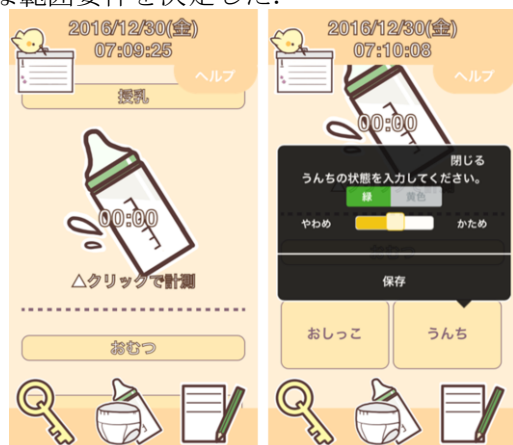 な範囲要件を決定した.
2016/12/30(金)
07:09:25
ヘルプ
授乳
00:00
△クリックで計測
おむつ
2016/12/30(金)
07:10:08
ヘルプ
00:00
閉じる
うんちの状態を入力してください。
緑 黄色
やわめ かため
おむつ
保存
おしっこ うんち